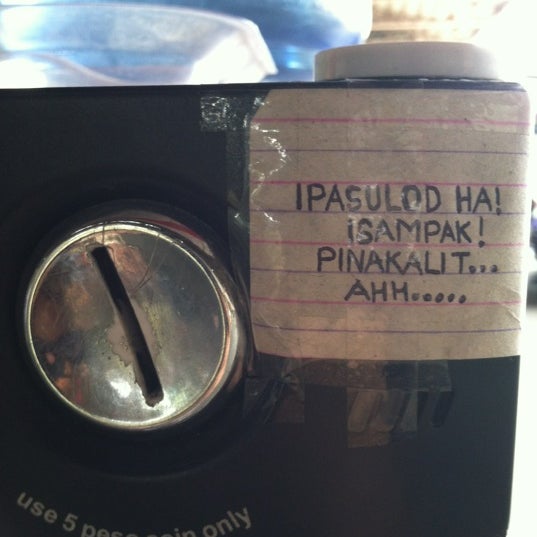 IPASULOD HA!
ISAMPAK!
PINAKALIT...
AHH.....
use 5 peso coin only